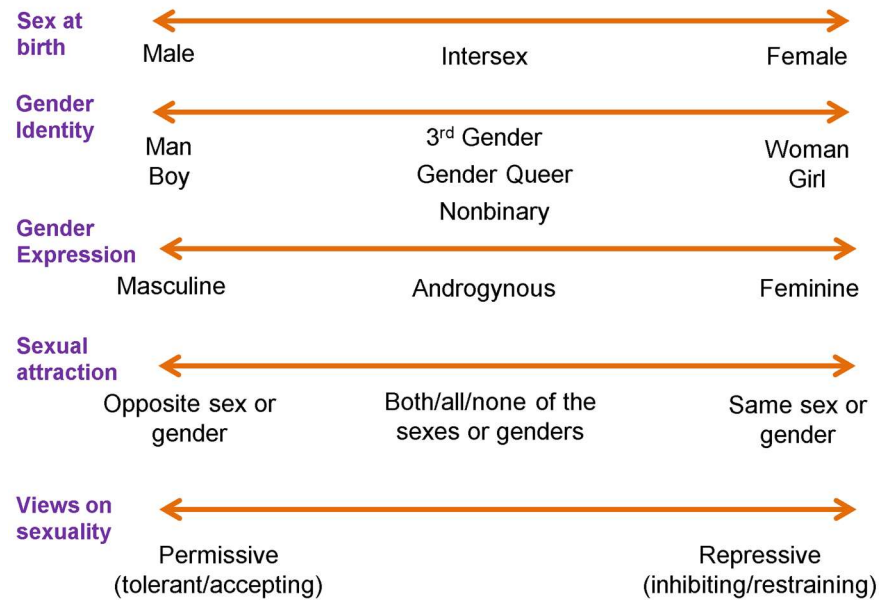 Sex at
birth
Male
Intersex
Female
Gender
Identity
Man
Boy
3rd Gender
Gender Queer
Nonbinary
Woman
Girl
Gender
Expression
Masculine
Androgynous
Feminine
Sexual
attraction
Opposite sex or
gender
Both/all/none of the
sexes or genders
Same sex or
gender
Views on
sexuality
Permissive
(tolerant/accepting)
Repressive
(inhibiting/restraining)